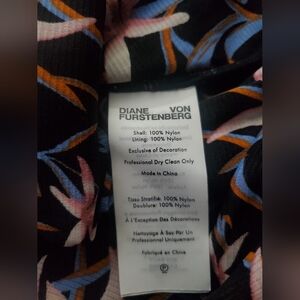 DIANE VON
FURSTENBERG
Shell: 100% Nylon
Lining: 100% Nylon
Exclusive of Decoration
Professional Dry Clean Only
Made in China
Tissu Stratifié: 100% Nylon
Doublure: 100% Nylon
À L'Exception Des Décorations
Nettoyage À Sec Par Un
Professionnel Uniquement
Fabriqué en Chine
P